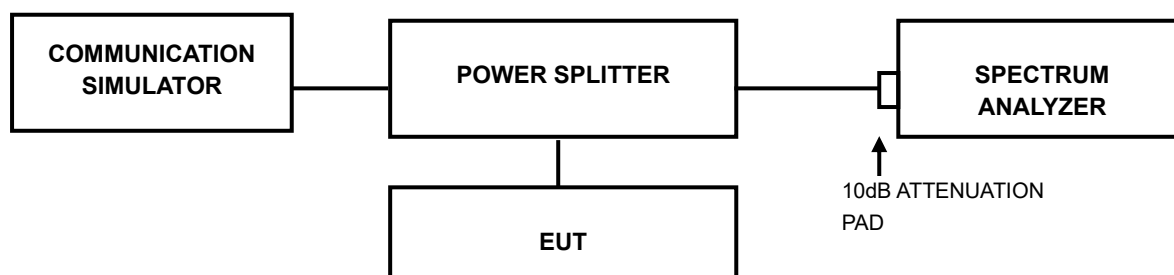 COMMUNICATION
SIMULATOR
POWER SPLITTER
SPECTRUM
ANALYZER
10dB ATTENUATION
PAD
EUT